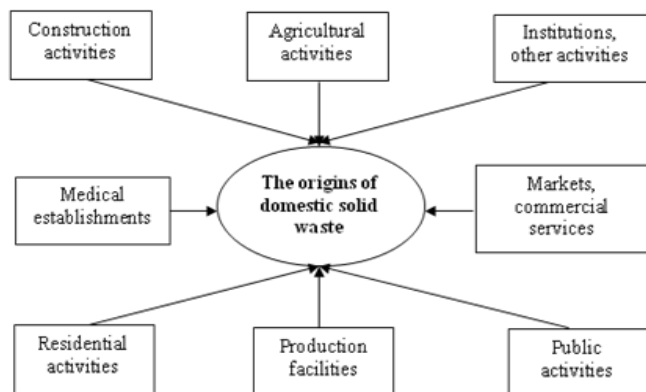 Construction
activities
Agricultural
activities
Institutions,
other activities
Medical
establishments
The origins of
domestic solid
waste
Markets,
commercial
services
Residential
activities
Production
facilities
Public
activities